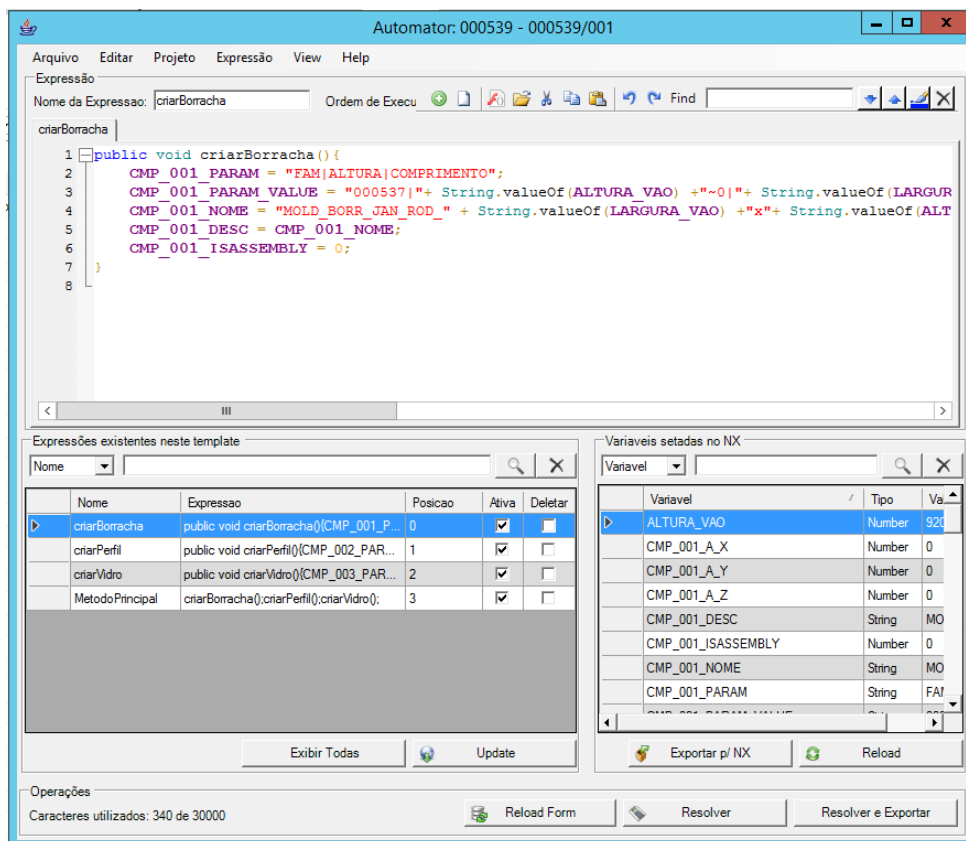 Automator: 000539 - 000539/001
Arquivo Editar Projeto Expressão View Help
Expressão
Nome da Expressao: criarBorracha Ordem de Execu Find
criarBorracha
1 public void criarBorracha(){
2 CMP_001_PARAM = "FAM|ALTURA|COMPRIMENTO";
3 CMP_001_PARAM_VALUE = "000537|"+ String.valueOf(ALTURA_VAO) +"~0|"+ String.valueOf(LARGUR
4 CMP_001_NOME = "MOLD_BORR_JAN_ROD_" + String.valueOf(LARGURA_VAO) +"x"+ String.valueOf(ALT
5 CMP_001_DESC = CMP_001_NOME;
6 CMP_001_ISASSEMBLY = 0;
7 }
8
Expressões existentes neste template
Nome
Nome Expressao Posicao Ativa Deletar
criarBorracha public void criarBorracha(){CMP_001_P... 0
criarPerfil public void criarPerfil(){CMP_002_PAR... 1
criarVidro public void criarVidro(){CMP_003_PAR... 2
MetodoPrincipal criarBorracha();criarPerfil();criarVidro(); 3
Exibir Todas Update
Variaveis setadas no NX
Variavel
Variavel Tipo Va
ALTURA_VAO Number 920
CMP_001_A_X Number 0
CMP_001_A_Y Number 0
CMP_001_A_Z Number 0
CMP_001_DESC String MO
CMP_001_ISASSEMBLY Number 0
CMP_001_NOME String MO
CMP_001_PARAM String FAM
Exportar p/ NX Reload
Operações
Caracteres utilizados: 340 de 30000
Reload Form Resolver Resolver e Exportar